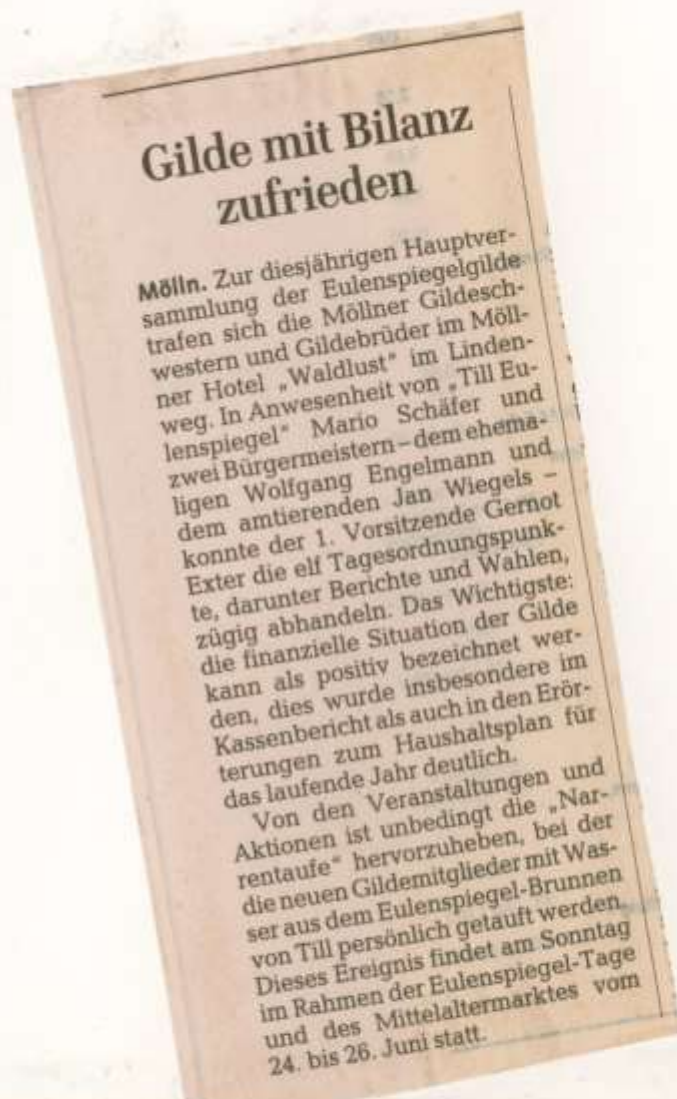 Gilde mit Bilanz
zufrieden
Mölln. Zur diesjährigen Hauptver-
sammlung der Eulenspiegelgilde
trafen sich die Möllner Gildesch-
western und Gildebrüder im Möll-
ner Hotel „Waldlust“ im Linden-
weg. In Anwesenheit von „Till Eu-
lenspiegel“ Mario Schäfer und
zwei Bürgermeistern – dem ehema-
ligen Wolfgang Engelmann und
dem amtierenden Jan Wiegels –
konnte der 1. Vorsitzende Gernot
Exter die elf Tagesordnungspunk-
te, darunter Berichte und Wahlen,
zügig abhandeln. Das Wichtigste:
die finanzielle Situation der Gilde
kann als positiv bezeichnet wer-
den, dies wurde insbesondere im
Kassenbericht als auch in den Erör-
terungen zum Haushaltsplan für
das laufende Jahr deutlich.
Von den Veranstaltungen und
Aktionen ist unbedingt die „Nar-
rentaufe“ hervorzuheben, bei der
die neuen Gildemitglieder mit Was-
ser aus dem Eulenspiegel-Brunnen
von Till persönlich getauft werden.
Dieses Ereignis findet am Sonntag
im Rahmen der Eulenspiegel-Tage
und des Mittelaltermarktes vom
24. bis 26. Juni statt.